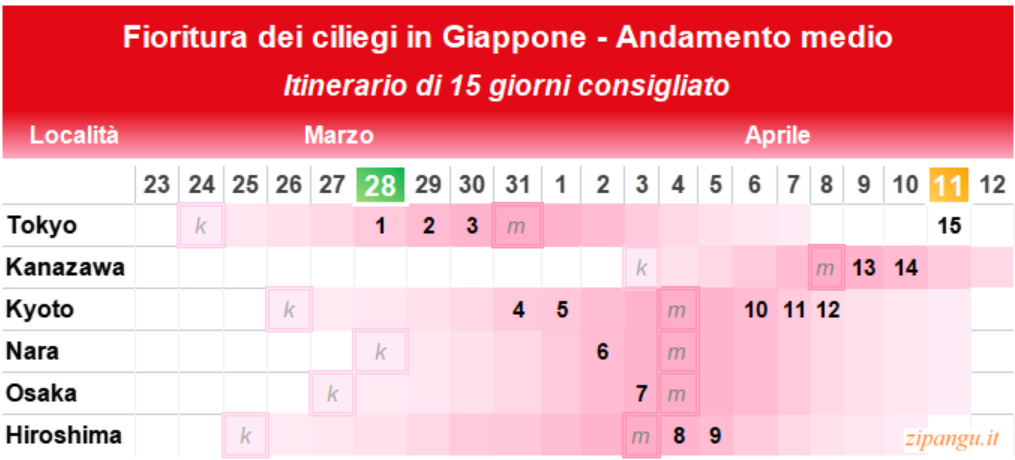 Fioritura dei ciliegi in Giappone - Andamento medio
Itinerario di 15 giorni consigliato
Località Marzo Aprile
23 24 25 26 27 28 29 30 31 1 2 3 4 5 6 7 8 9 10 11 12
Tokyo k 1 2 3 m 15
Kanazawa k m 13 14
Kyoto k 4 5 m 10 11 12
Nara k 6 m
Osaka k 7 m
Hiroshima k m 8 9 zipangu.it